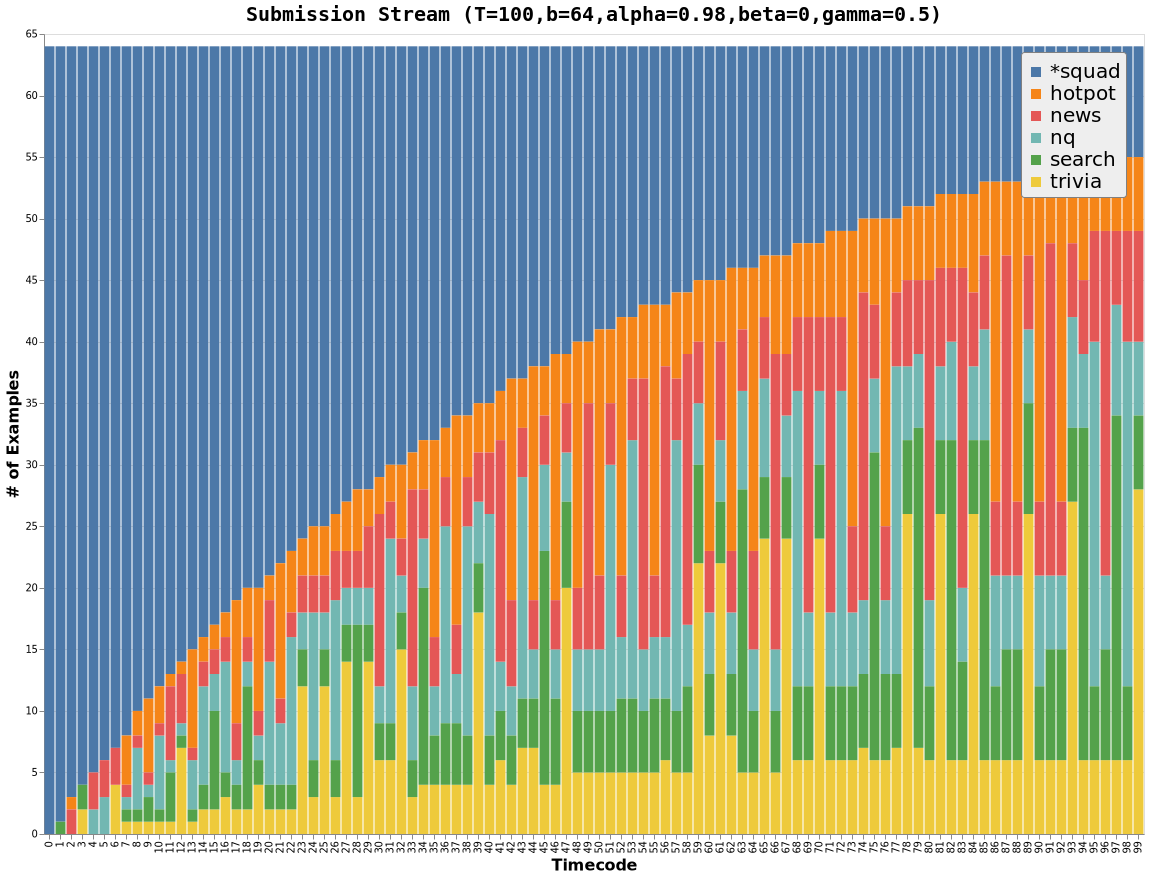 Submission Stream (T=100,b=64,alpha=0.98,beta=0,gamma=0.5)
65
60
55
50
45
40
35
30
25
20
15
10
5
0
# of Examples
*squad
hotpot
news
nq
search
trivia
0 1 2 3 4 5 6 7 8 9 10 11 12 13 14 15 16 17 18 19 20 21 22 23 24 25 26 27 28 29 30 31 32 33 34 35 36 37 38 39 40 41 42 43 44 45 46 47 48 49 50 51 52 53 54 55 56 57 58 59 60 61 62 63 64 65 66 67 68 69 70 71 72 73 74 75 76 77 78 79 80 81 82 83 84 85 86 87 88 89 90 91 92 93 94 95 96 97 98 99
Timecode